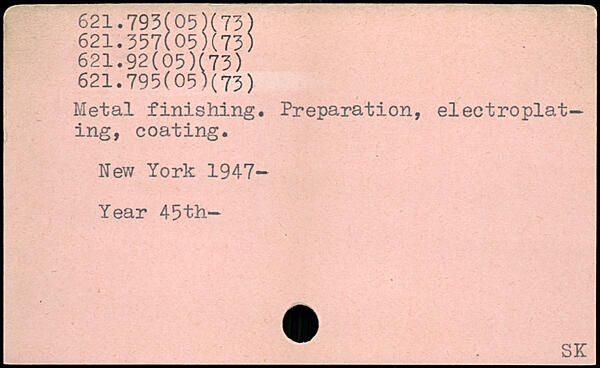 621.793(05)(73)
621.357(05)(73)
621.92(05)(73)
621.795(05)(73)
Metal finishing. Preparation, electroplat-
ing, coating.
New York 1947-
Year 45th-
SK